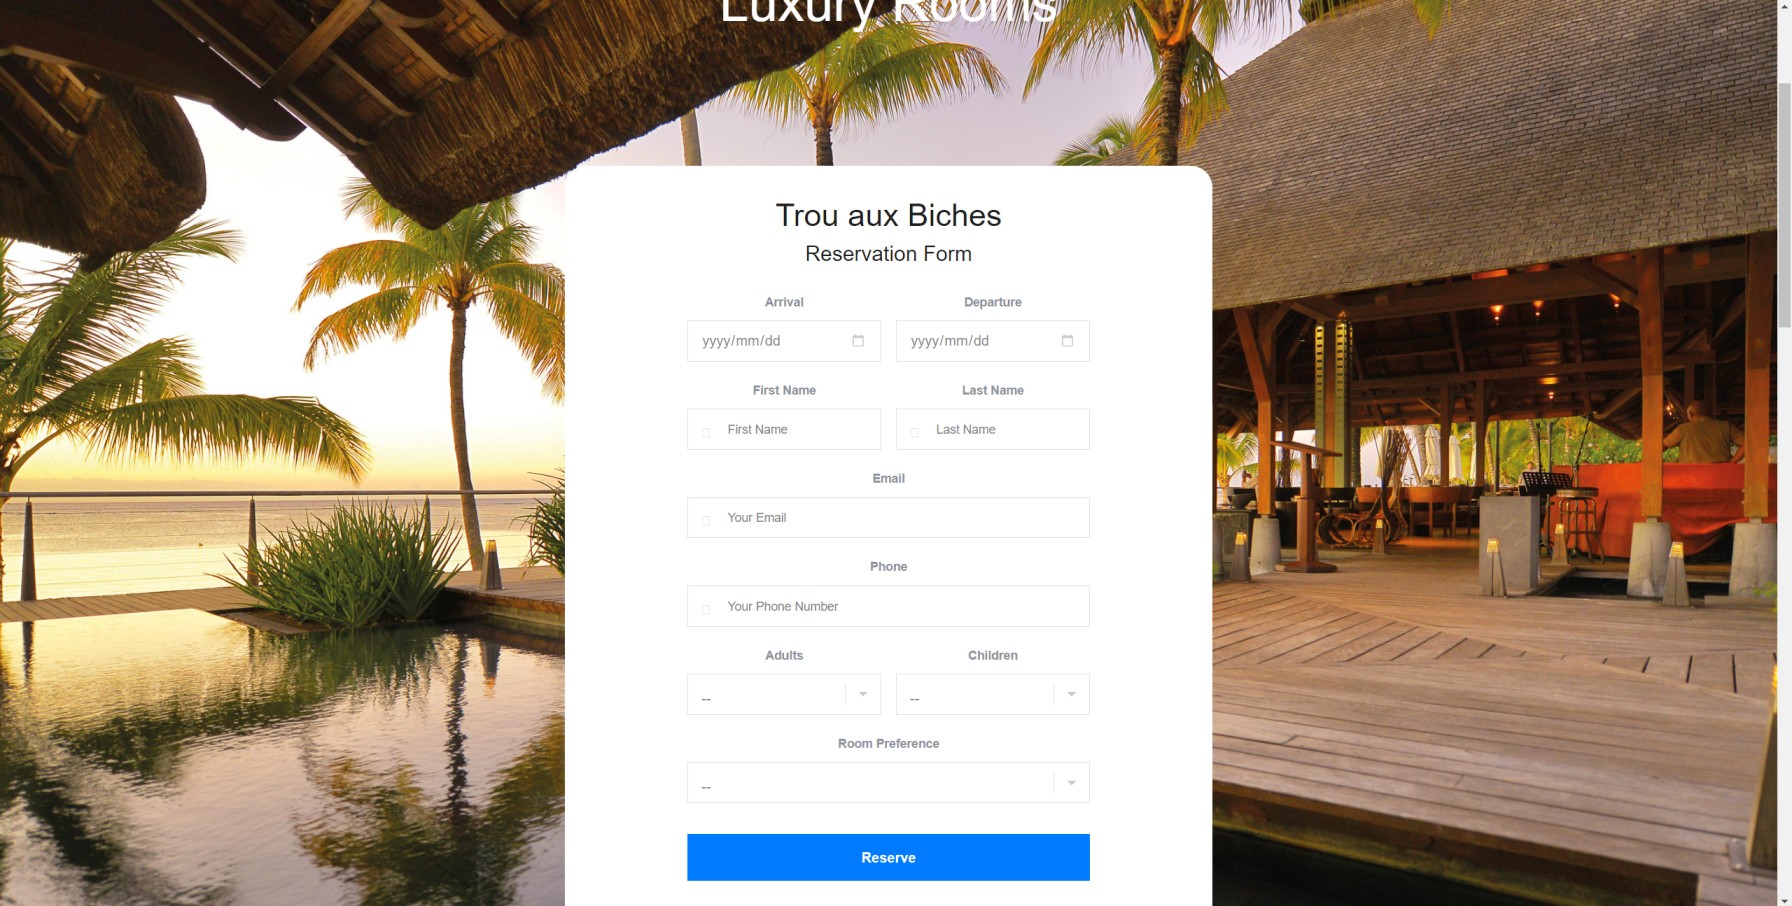 Luxury Rooms
Trou aux Biches
Reservation Form
Arrival Departure
yyyy/mm/dd yyyy/mm/dd
First Name Last Name
First Name Last Name
Email
Your Email
Phone
Your Phone Number
Adults Children
-- --
Room Preference
--
Reserve